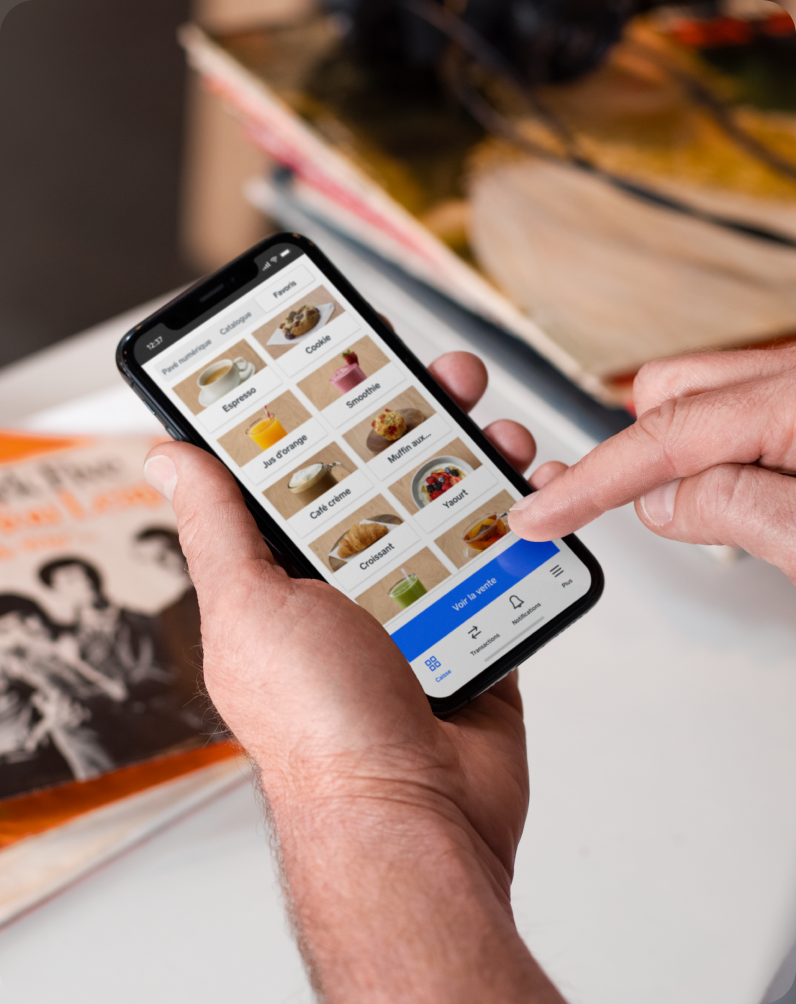 12:37
Pavé numérique Catalogue Favoris
Espresso Cookie
Jus d'orange Smoothie
Café crème Muffin aux...
Croissant Yaourt
Voir la vente
Caisse Transactions Notifications Plus